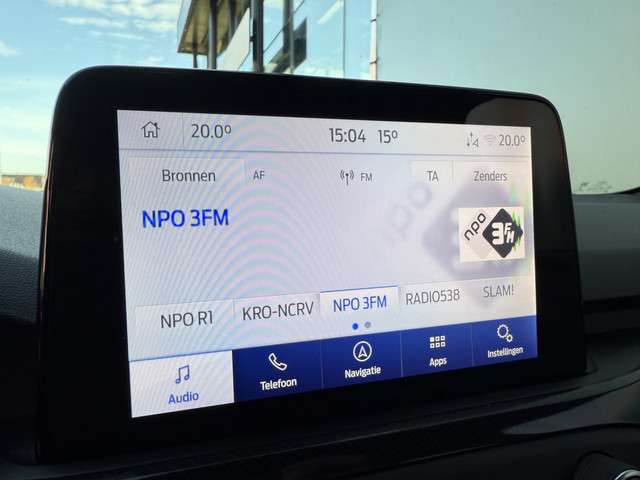 20.0° 15:04 15° 20.0°
Bronnen AF FM TA Zenders
NPO 3FM
npo
npo 3FM
NPO R1 KRO-NCRV NPO 3FM RADIO538 SLAM!
Audio Telefoon Navigatie Apps Instellingen